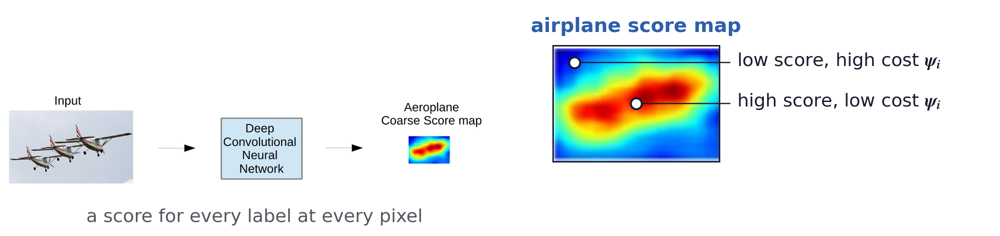 Input
Deep
Convolutional
Neural
Network
Aeroplane
Coarse Score map
a score for every label at every pixel
airplane score map
low score, high cost ψᵢ
high score, low cost ψᵢ